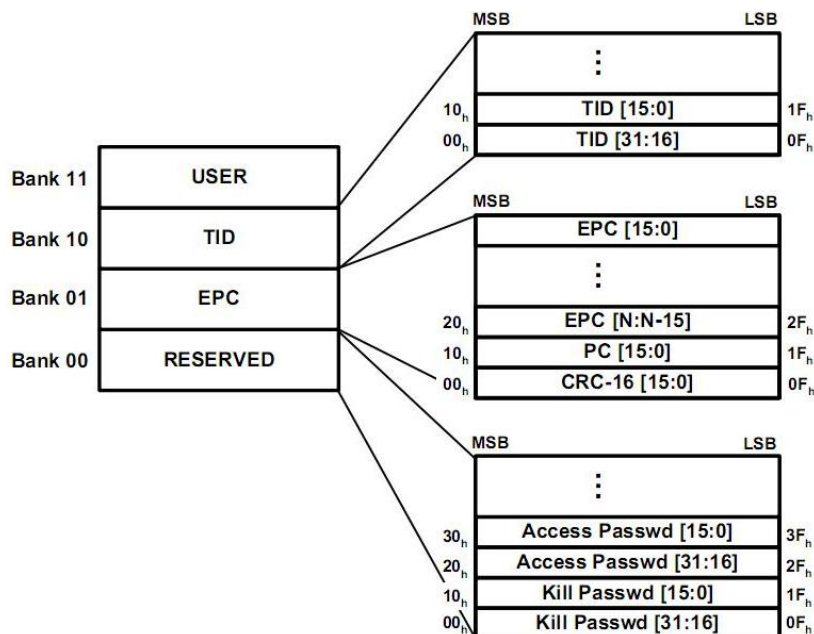 MSB LSB
⋮
10h TID [15:0] 1Fh
00h TID [31:16] 0Fh
Bank 11 USER
Bank 10 TID
Bank 01 EPC
Bank 00 RESERVED
MSB LSB
EPC [15:0]
⋮
20h EPC [N:N-15] 2Fh
10h PC [15:0] 1Fh
00h CRC-16 [15:0] 0Fh
MSB LSB
⋮
30h Access Passwd [15:0] 3Fh
20h Access Passwd [31:16] 2Fh
10h Kill Passwd [15:0] 1Fh
00h Kill Passwd [31:16] 0Fh